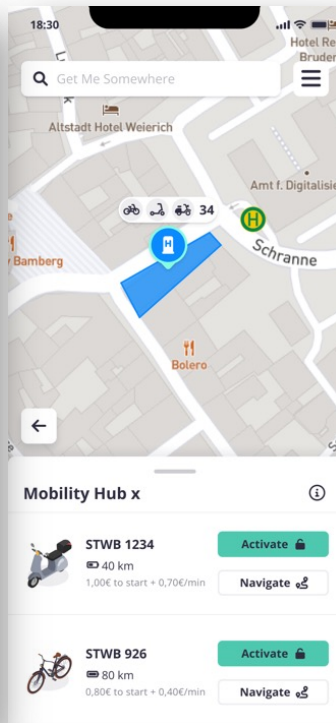 18:30
Hotel Re
Bruder
Get Me Somewhere
Altstadt Hotel Weierich
Amt f. Digitalisie
34
H
H
Schranne
Bamberg
Bolero
Mobility Hub x
STWB 1234
Activate
40 km
1,00€ to start + 0,70€/min
Navigate
STWB 926
Activate
80 km
0,80€ to start + 0,40€/min
Navigate